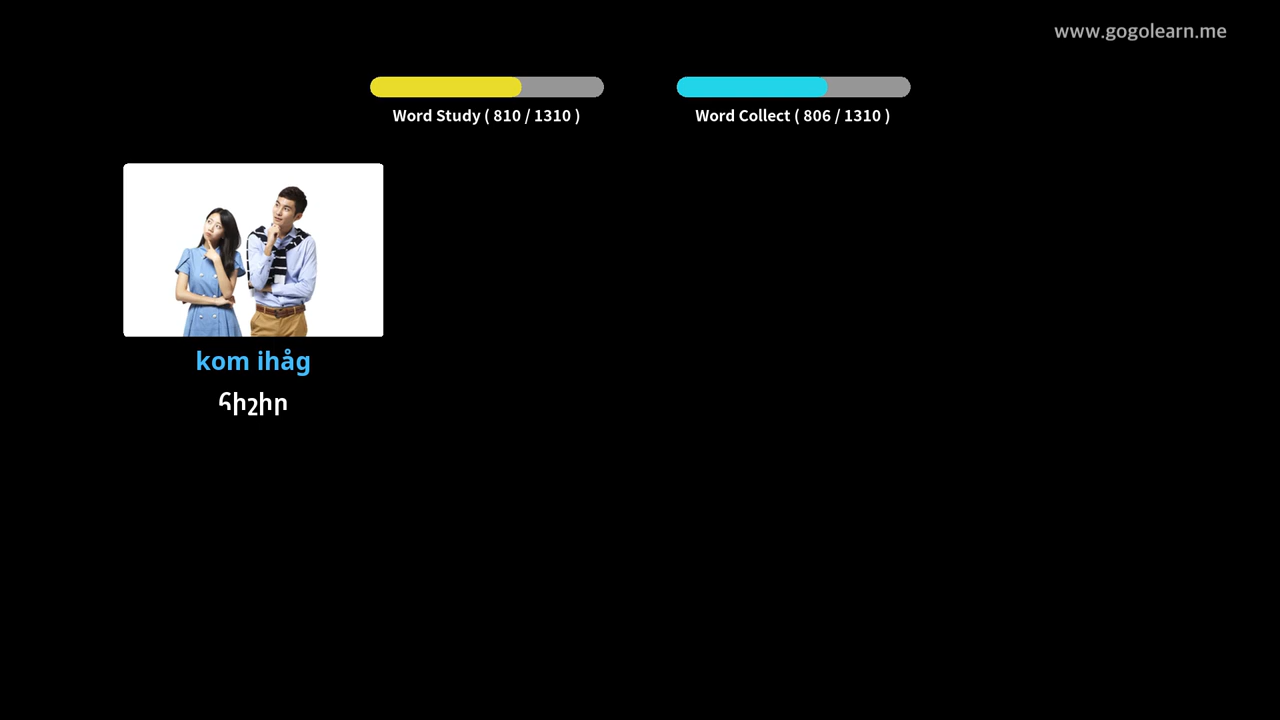 www.gogolearn.me
Word Study ( 810 / 1310 )
Word Collect ( 806 / 1310 )
kom ihåg
Հիշիր